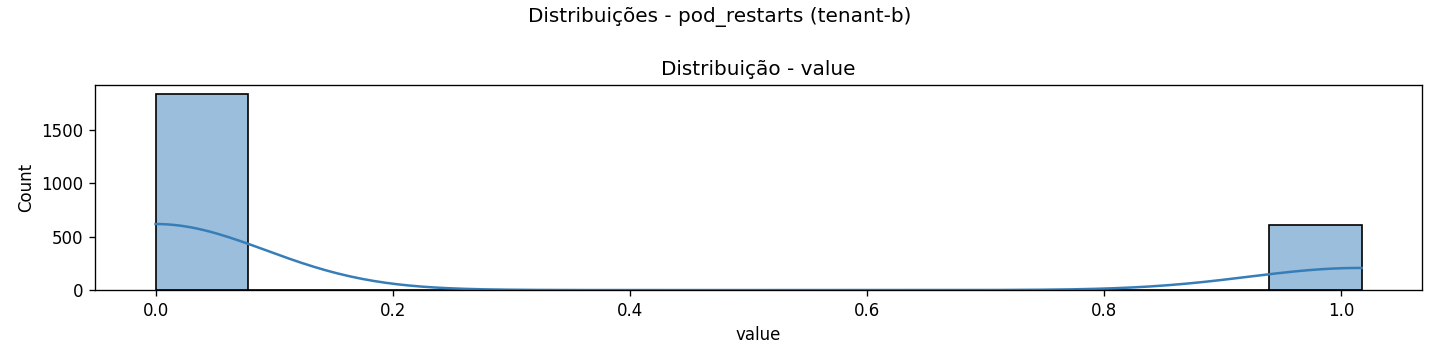 Distribuições - pod_restarts (tenant-b)
Distribuição - value
1500
1000
500
0
Count
0.0 0.2 0.4 0.6 0.8 1.0
value